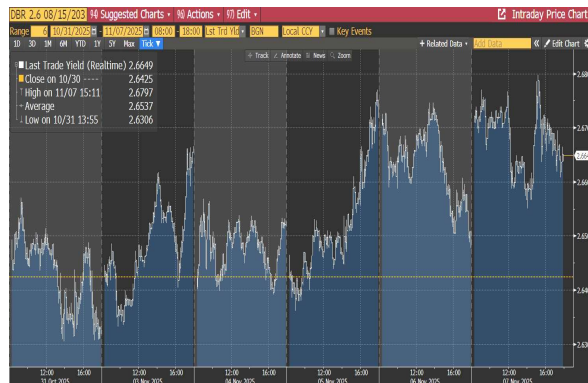 DBR 2.6 08/15/203 94) Suggested Charts 96) Actions 97) Edit Intraday Price Chart
Range 6 10/31/2025 - 11/07/2025 08:00 - 18:00 Lst Trd Yld BGN Local CCY Key Events
1D 3D 1M 6M YTD 1Y 5Y Max Tick + Related Data Add Data « Edit Chart
+ Track Annotate News Zoom
Last Trade Yield (Realtime) 2.6649
Close on 10/30 ---- 2.6425
High on 11/07 15:11 2.6797
Average 2.6537
Low on 10/31 13:55 2.6306
2.68
2.67
2.66
2.66
2.65
2.64
2.63
12:00 16:00 12:00 16:00 12:00 16:00 12:00 16:00 12:00 16:00 12:00 16:00
31 Oct 2025 03 Nov 2025 04 Nov 2025 05 Nov 2025 06 Nov 2025 07 Nov 2025